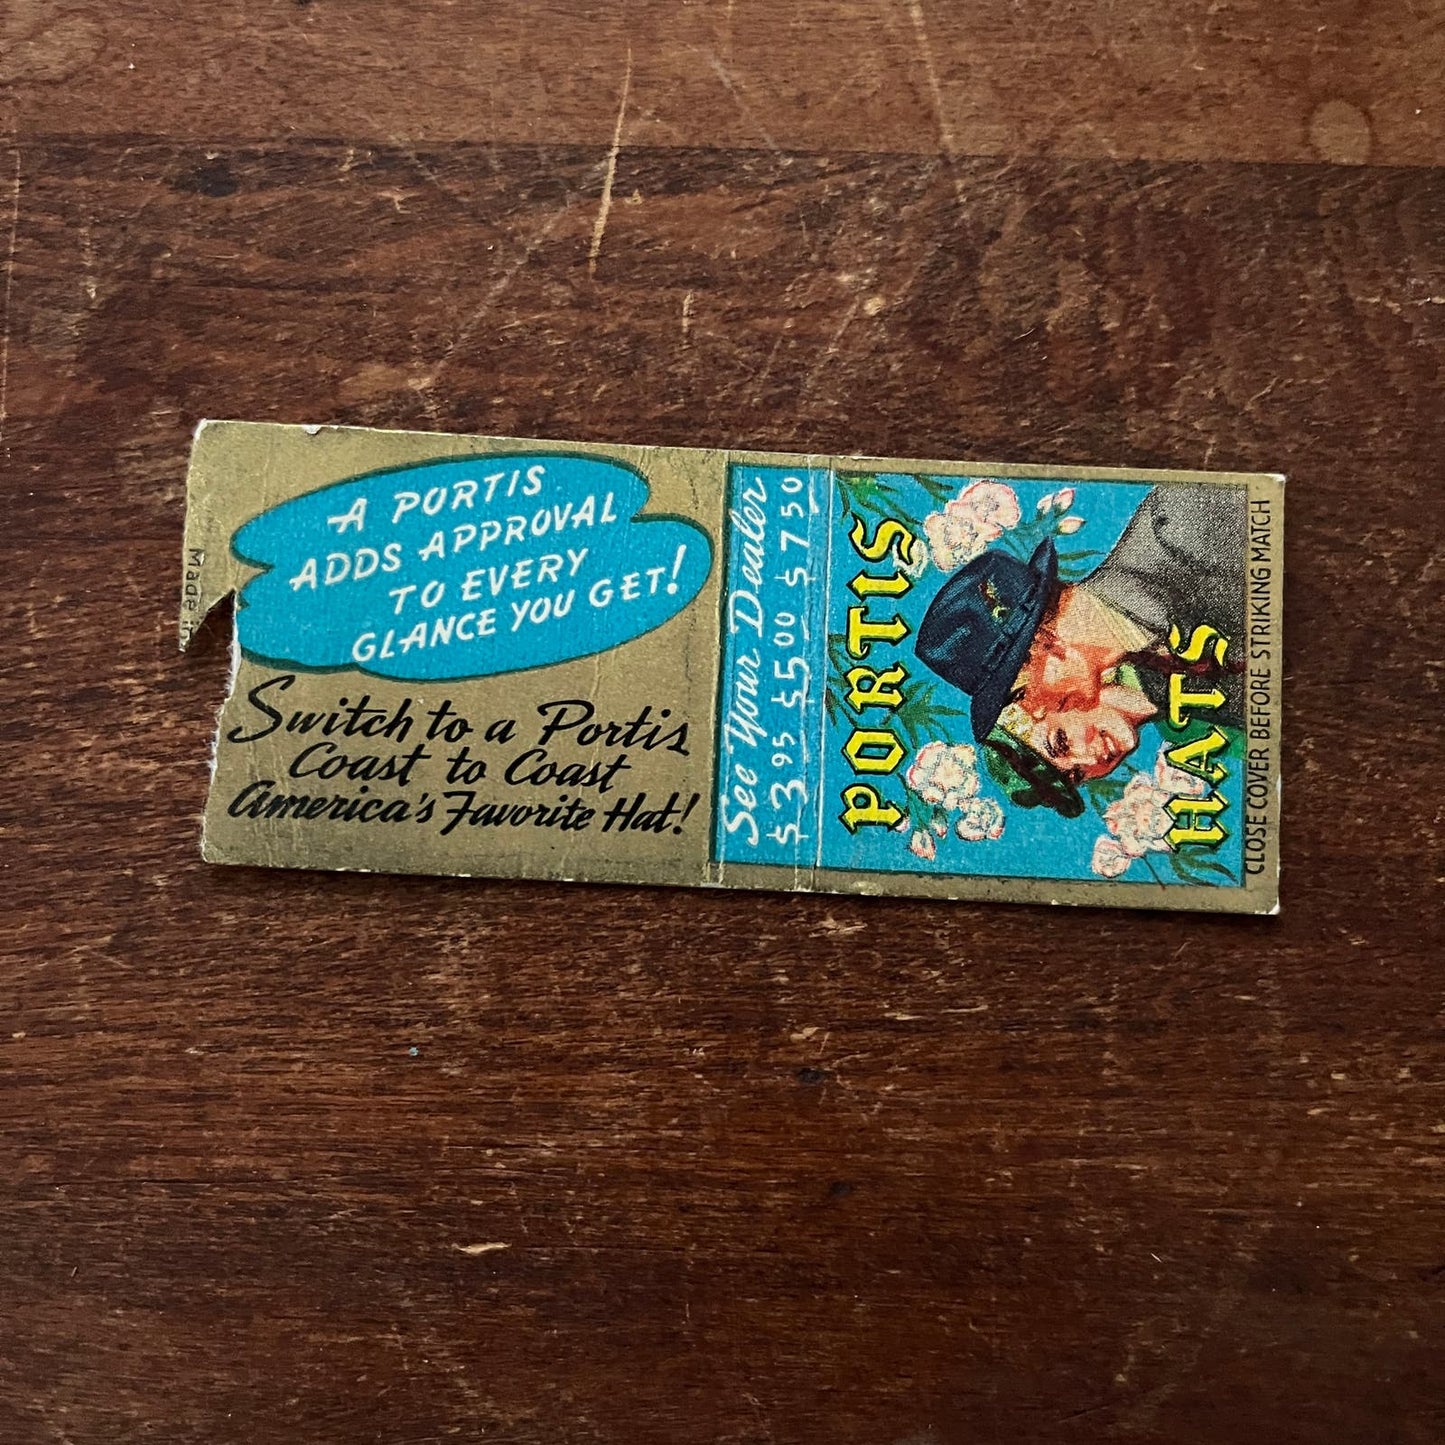 A PORTIS
ADDS APPROVAL
TO EVERY
GLANCE YOU GET!
Switch to a Portis
Coast to Coast
America's Favorite Hat!
Made in
See Your Dealer
$3.95 $5.00 $7.50
PORTIS
HATS
CLOSE COVER BEFORE STRIKING MATCH